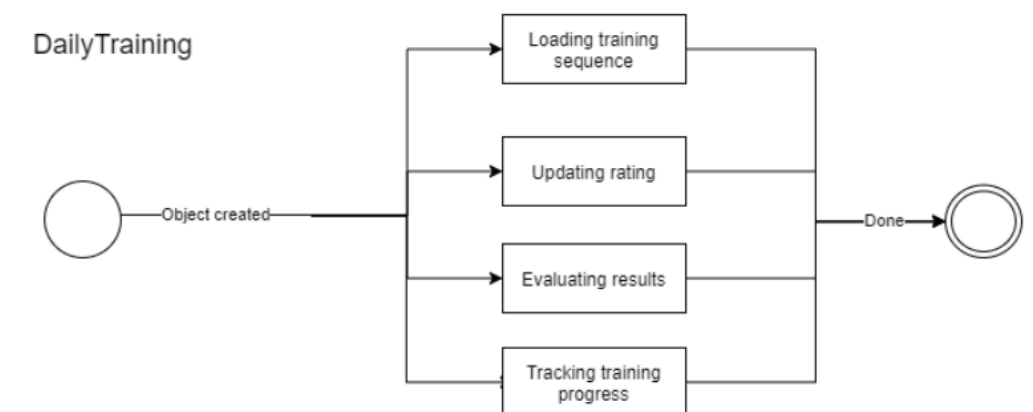 DailyTraining
Loading training
sequence
Updating rating
Object created
Done
Evaluating results
Tracking training
progress